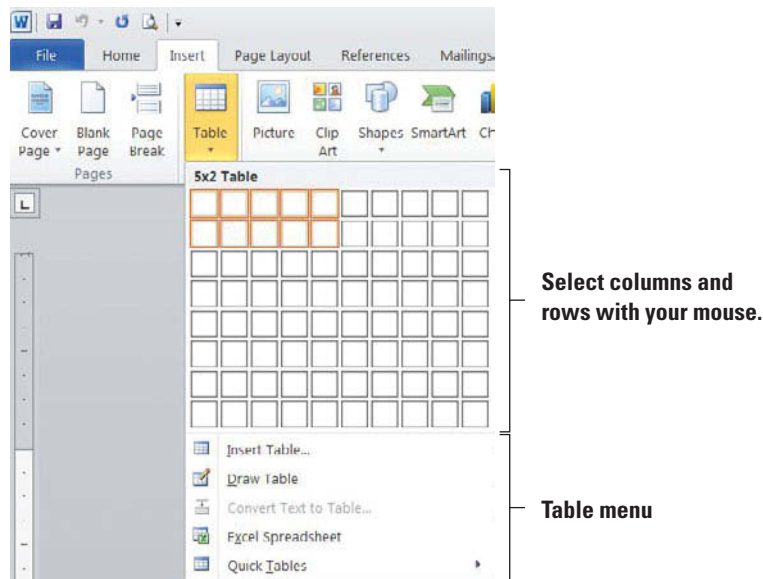 W
File Home Insert Page Layout References Mailings
Cover Page Blank Page Page Break Table Picture Clip Art Shapes SmartArt Ch
Pages
5x2 Table
L
Select columns and
rows with your mouse.
Insert Table...
Draw Table
Convert Text to Table...
Excel Spreadsheet
Quick Tables
Table menu